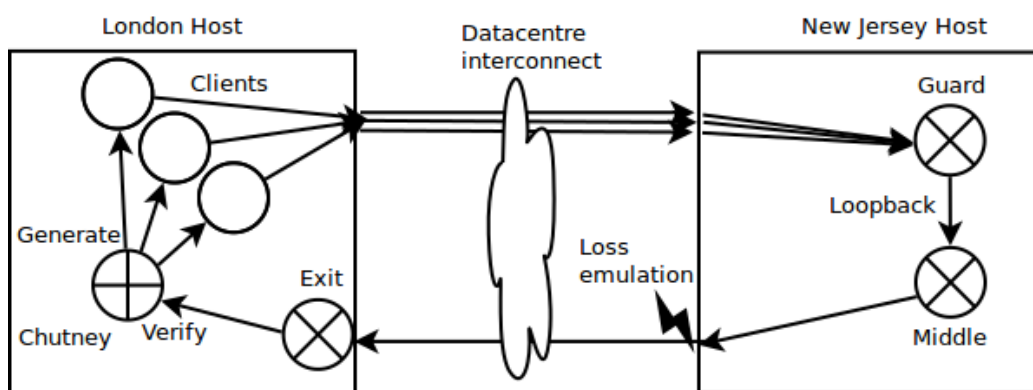 London Host
Datacentre
interconnect
New Jersey Host
Clients
Guard
Generate
Loopback
Loss
emulation
Exit
Chutney
Verify
Middle